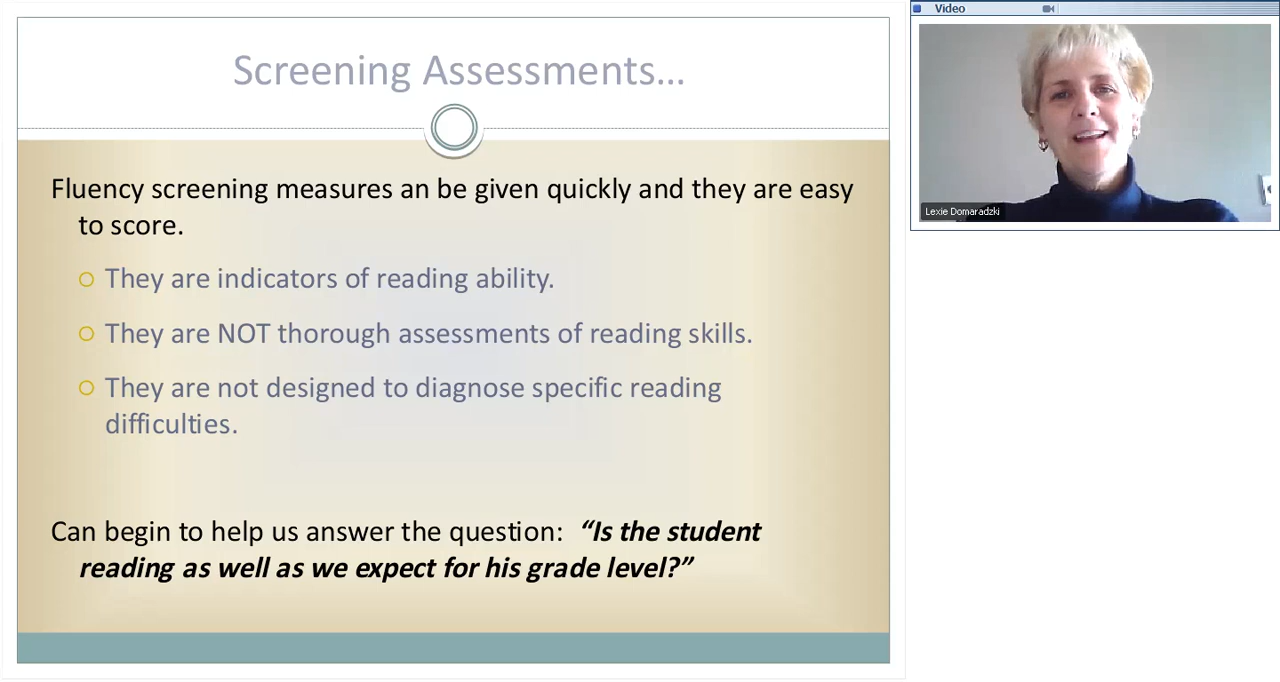 Screening Assessments…
Fluency screening measures an be given quickly and they are easy
to score.
They are indicators of reading ability.
They are NOT thorough assessments of reading skills.
They are not designed to diagnose specific reading
difficulties.
Can begin to help us answer the question: “Is the student
reading as well as we expect for his grade level?”
Video
Lexie Domaradzki